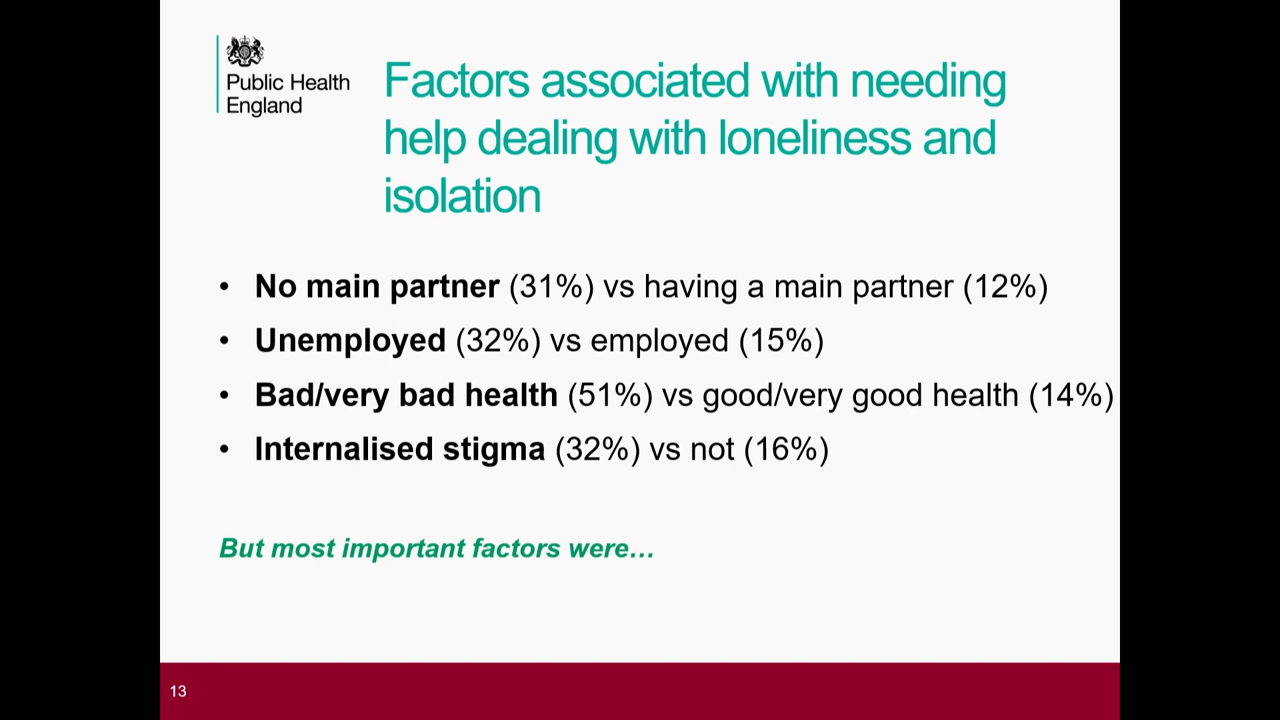 Public Health
England
Factors associated with needing
help dealing with loneliness and
isolation
• No main partner (31%) vs having a main partner (12%)
• Unemployed (32%) vs employed (15%)
• Bad/very bad health (51%) vs good/very good health (14%)
• Internalised stigma (32%) vs not (16%)
But most important factors were…
13